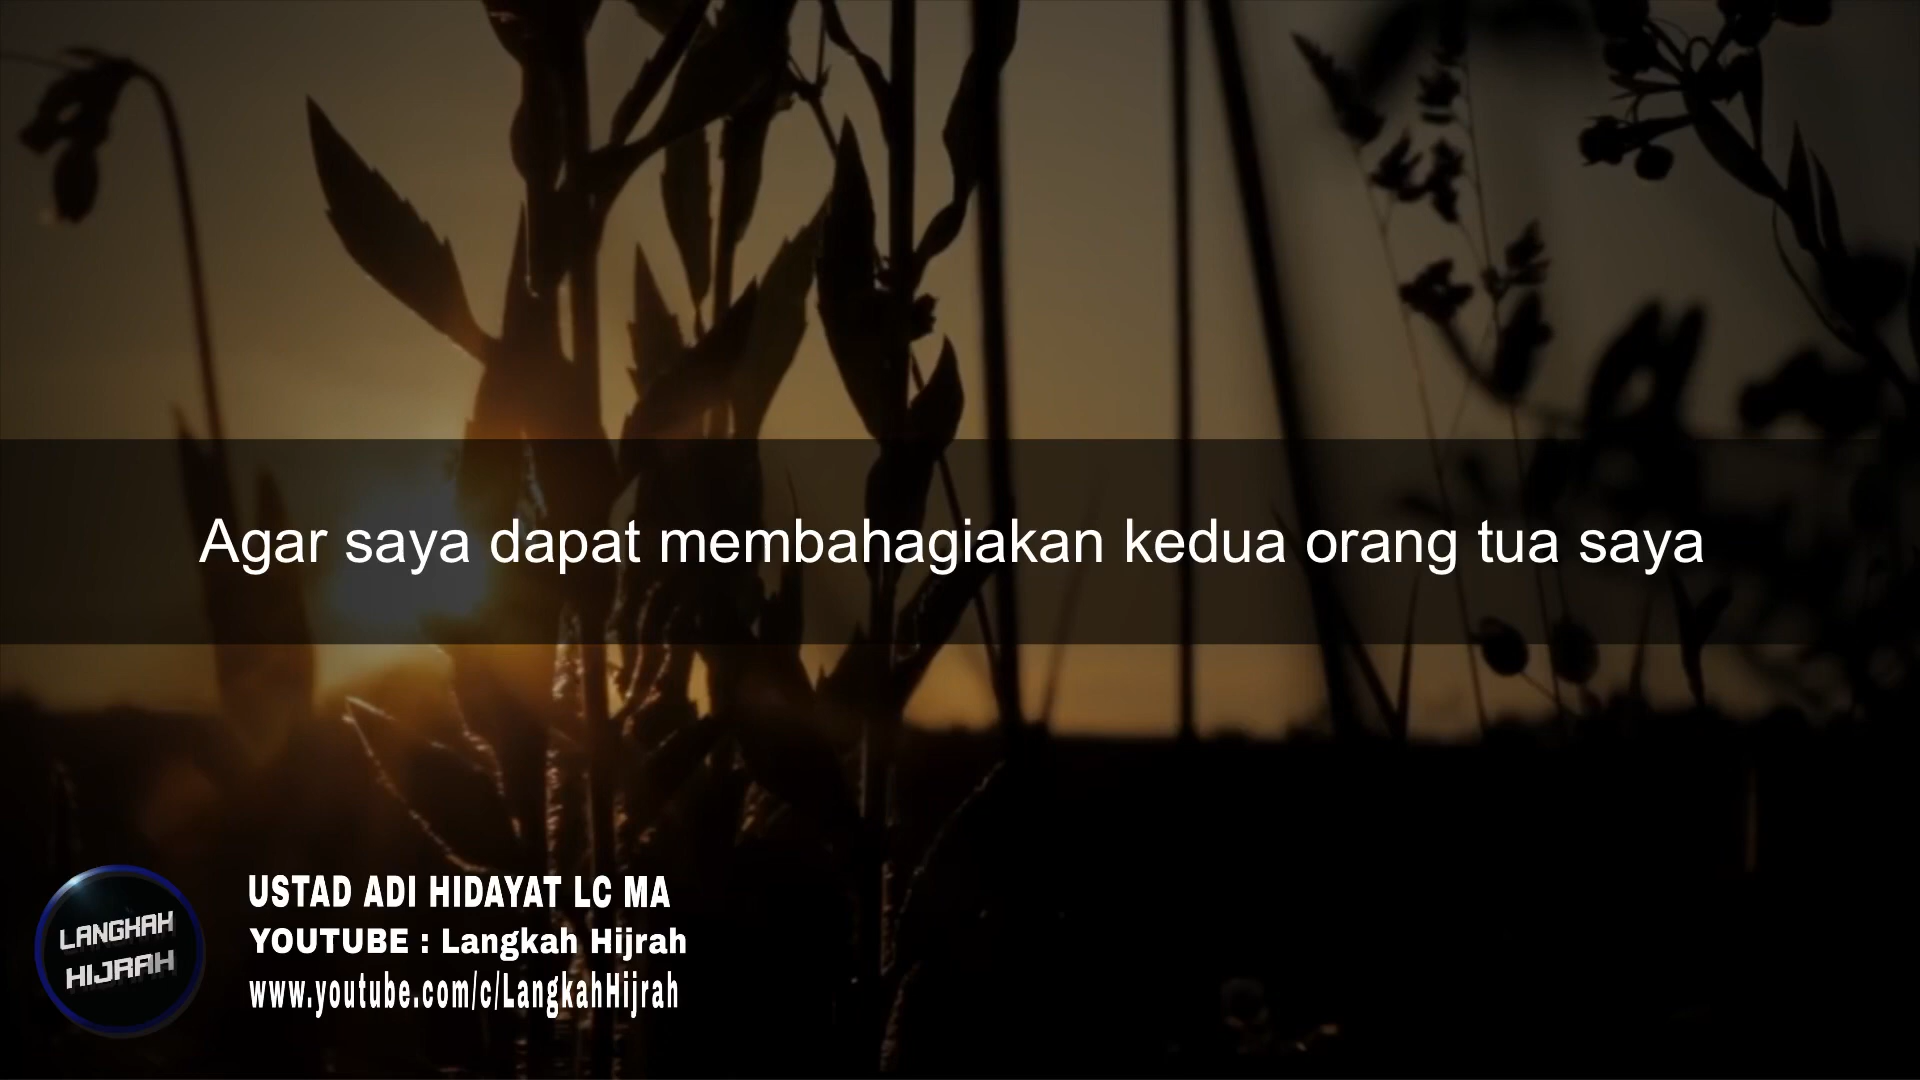 Agar saya dapat membahagiakan kedua orang tua saya
LANGKAH
HIJRAH
USTAD ADI HIDAYAT LC MA
YOUTUBE : Langkah Hijrah
www.youtube.com/c/LangkahHijrah